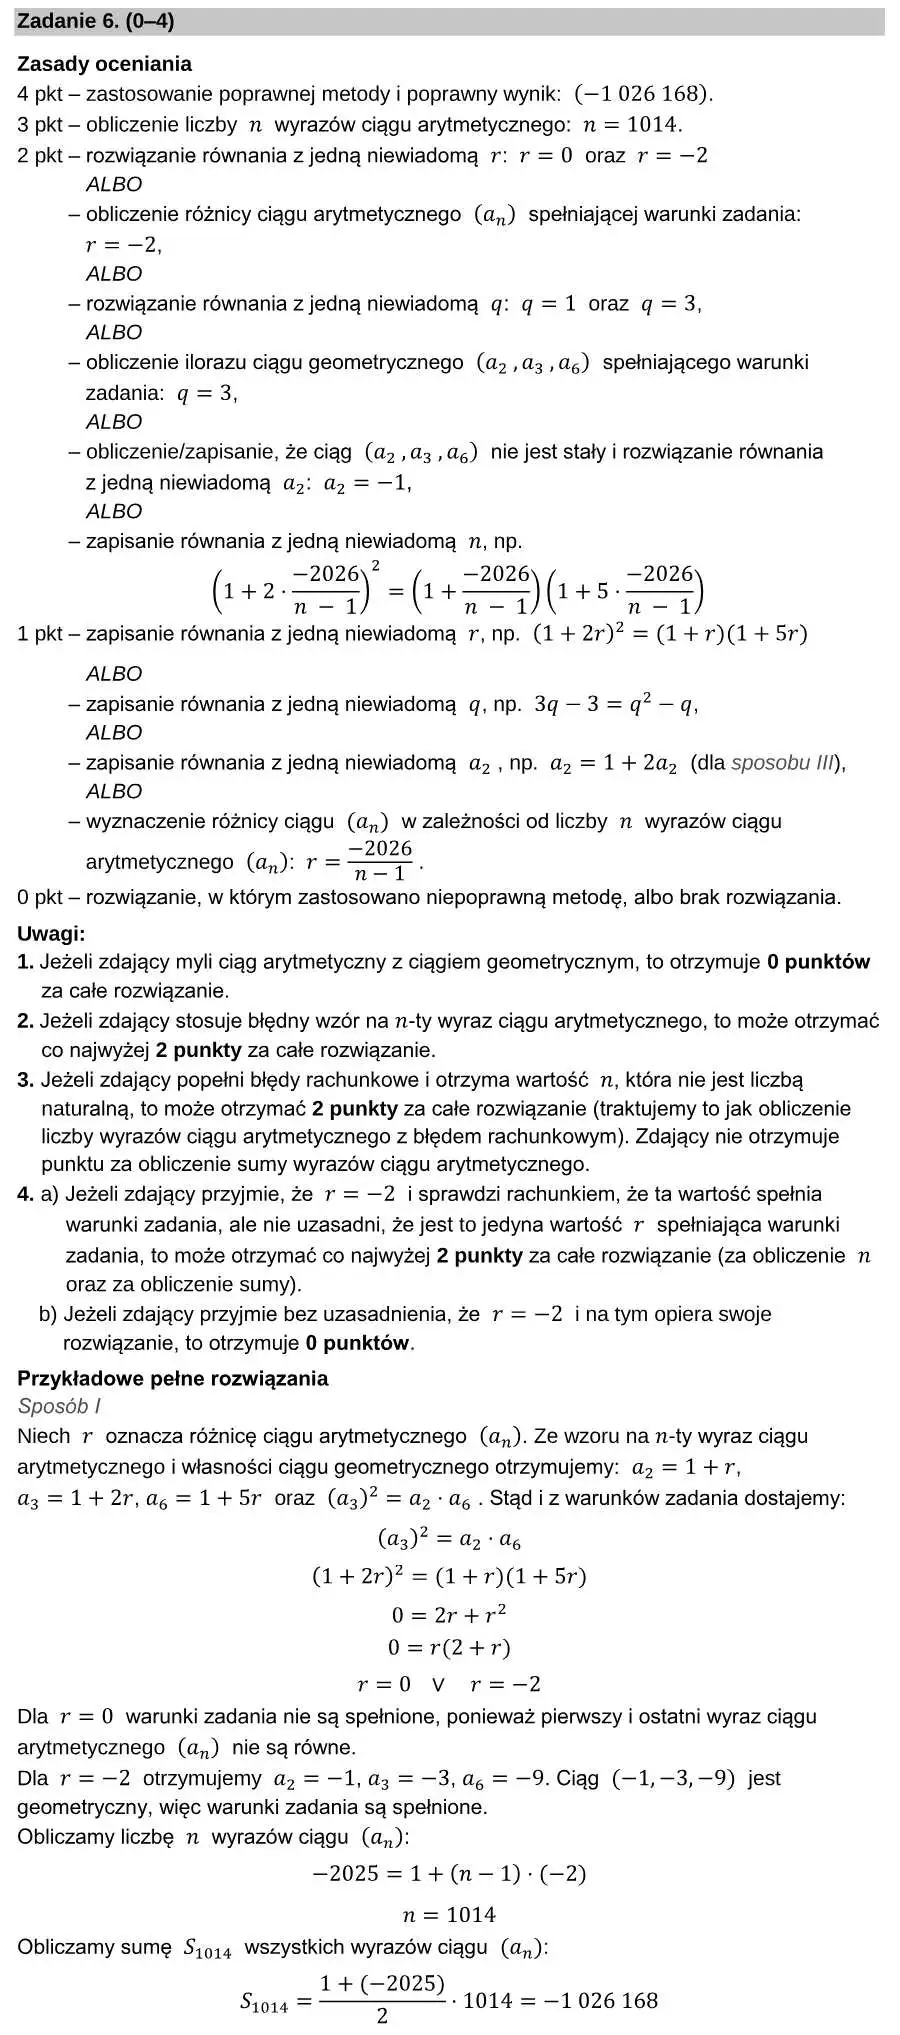 Zadanie 6. (0–4)
Zasady oceniania
4 pkt – zastosowanie poprawnej metody i poprawny wynik: (−1 026 168).
3 pkt – obliczenie liczby n wyrazów ciągu arytmetycznego: n = 1014.
2 pkt – rozwiązanie równania z jedną niewiadomą r: r = 0 oraz r = −2
ALBO
– obliczenie różnicy ciągu arytmetycznego (aₙ) spełniającej warunki zadania:
r = −2,
ALBO
– rozwiązanie równania z jedną niewiadomą q: q = 1 oraz q = 3,
ALBO
– obliczenie ilorazu ciągu geometrycznego (a₂ , a₃ , a₆) spełniającego warunki
zadania: q = 3,
ALBO
– obliczenie/zapisanie, że ciąg (a₂ , a₃ , a₆) nie jest stały i rozwiązanie równania
z jedną niewiadomą a₂: a₂ = −1,
ALBO
– zapisanie równania z jedną niewiadomą n, np.
(1 + 2 · −2026/(n − 1))² = (1 + −2026/(n − 1))(1 + 5 · −2026/(n − 1))
1 pkt – zapisanie równania z jedną niewiadomą r, np. (1 + 2r)² = (1 + r)(1 + 5r)
ALBO
– zapisanie równania z jedną niewiadomą q, np. 3q − 3 = q² − q,
ALBO
– zapisanie równania z jedną niewiadomą a₂ , np. a₂ = 1 + 2a₂ (dla sposobu III),
ALBO
– wyznaczenie różnicy ciągu (aₙ) w zależności od liczby n wyrazów ciągu
arytmetycznego (aₙ): r = −2026/(n − 1) .
0 pkt – rozwiązanie, w którym zastosowano niepoprawną metodę, albo brak rozwiązania.
Uwagi:
1. Jeżeli zdający myli ciąg arytmetyczny z ciągiem geometrycznym, to otrzymuje 0 punktów
za całe rozwiązanie.
2. Jeżeli zdający stosuje błędny wzór na n-ty wyraz ciągu arytmetycznego, to może otrzymać
co najwyżej 2 punkty za całe rozwiązanie.
3. Jeżeli zdający popełni błędy rachunkowe i otrzyma wartość n, która nie jest liczbą
naturalną, to może otrzymać 2 punkty za całe rozwiązanie (traktujemy to jak obliczenie
liczby wyrazów ciągu arytmetycznego z błędem rachunkowym). Zdający nie otrzymuje
punktu za obliczenie sumy wyrazów ciągu arytmetycznego.
4. a) Jeżeli zdający przyjmie, że r = −2 i sprawdzi rachunkiem, że ta wartość spełnia
warunki zadania, ale nie uzasadni, że jest to jedyna wartość r spełniająca warunki
zadania, to może otrzymać co najwyżej 2 punkty za całe rozwiązanie (za obliczenie n
oraz za obliczenie sumy).
b) Jeżeli zdający przyjmie bez uzasadnienia, że r = −2 i na tym opiera swoje
rozwiązanie, to otrzymuje 0 punktów.
Przykładowe pełne rozwiązania
Sposób I
Niech r oznacza różnicę ciągu arytmetycznego (aₙ). Ze wzoru na n-ty wyraz ciągu
arytmetycznego i własności ciągu geometrycznego otrzymujemy: a₂ = 1 + r,
a₃ = 1 + 2r, a₆ = 1 + 5r oraz (a₃)² = a₂ · a₆ . Stąd i z warunków zadania dostajemy:
(a₃)² = a₂ · a₆
(1 + 2r)² = (1 + r)(1 + 5r)
0 = 2r + r²
0 = r(2 + r)
r = 0 ∨ r = −2
Dla r = 0 warunki zadania nie są spełnione, ponieważ pierwszy i ostatni wyraz ciągu
arytmetycznego (aₙ) nie są równe.
Dla r = −2 otrzymujemy a₂ = −1, a₃ = −3, a₆ = −9. Ciąg (−1, −3, −9) jest
geometryczny, więc warunki zadania są spełnione.
Obliczamy liczbę n wyrazów ciągu (aₙ):
−2025 = 1 + (n − 1) · (−2)
n = 1014
Obliczamy sumę S₁₀₁₄ wszystkich wyrazów ciągu (aₙ):
S₁₀₁₄ = (1 + (−2025))/2 · 1014 = −1 026 168